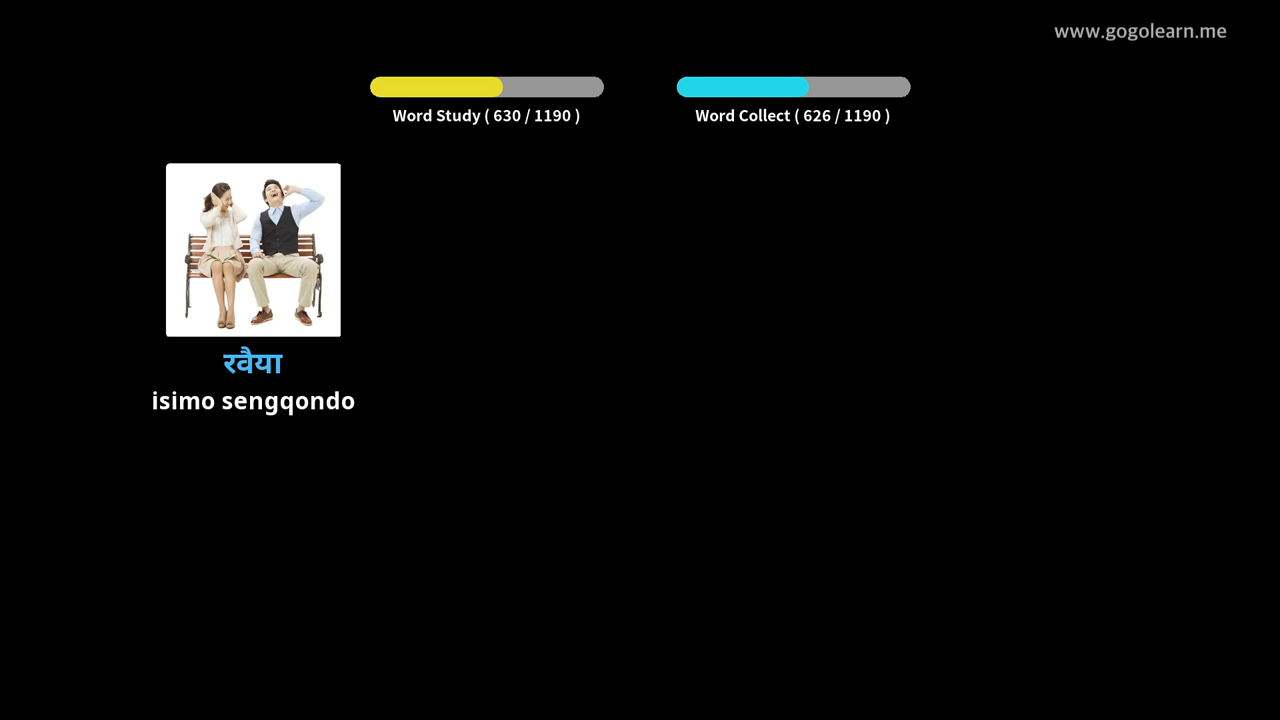 www.gogolearn.me
Word Study ( 630 / 1190 )
Word Collect ( 626 / 1190 )
रवैया
isimo sengqondo